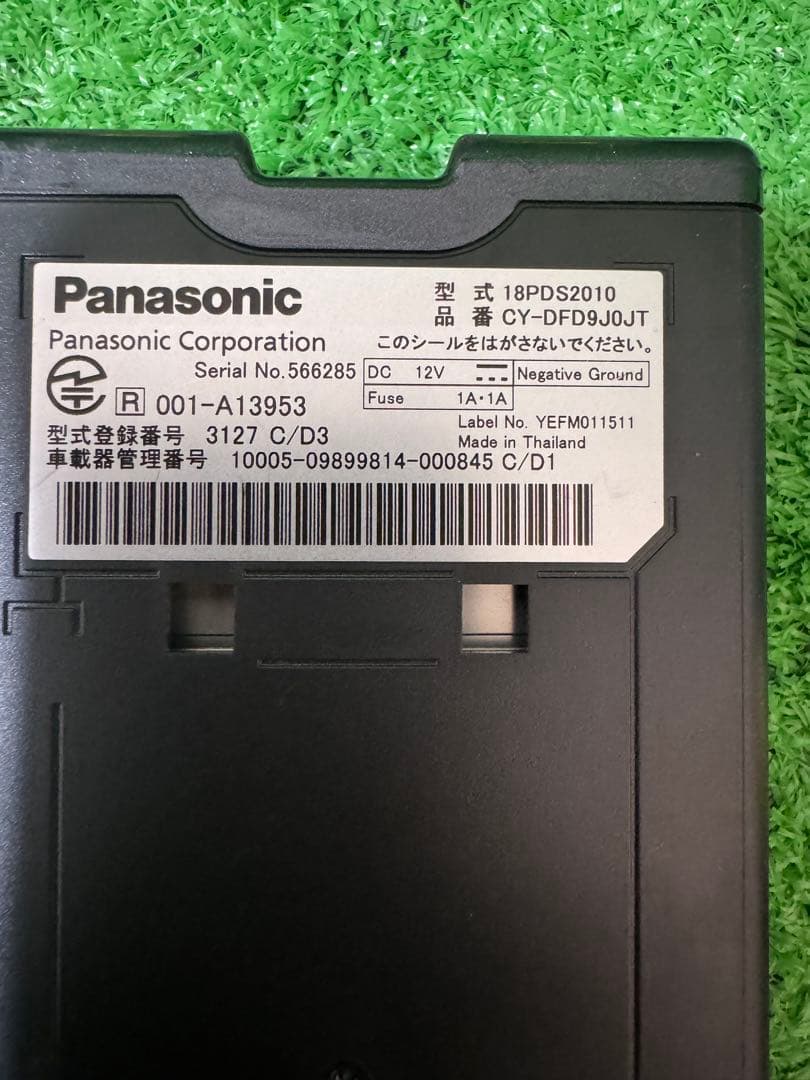 Panasonic
型 式 18PDS2010
品 番 CY-DFD9J0JT
Panasonic Corporation
このシールをはがさないでください。
Serial No.566285
DC 12V
Negative Ground
Fuse 1A・1A
R 001-A13953
Label No. YEFM011511
Made in Thailand
型式登録番号 3127 C/D3
車載器管理番号 10005-09899814-000845 C/D1